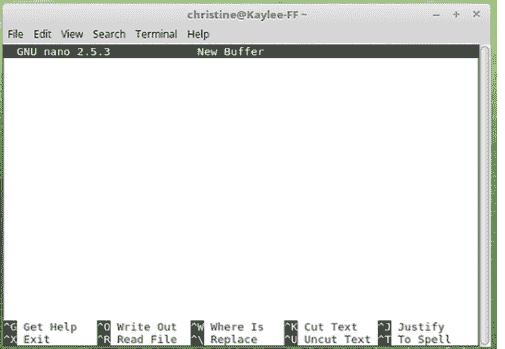 christine@Kaylee-FF ~
File Edit View Search Terminal Help
GNU nano 2.5.3 New Buffer
^G Get Help ^O Write Out ^W Where Is ^K Cut Text ^J Justify
^X Exit ^R Read File ^\ Replace ^U Uncut Text ^T To Spell